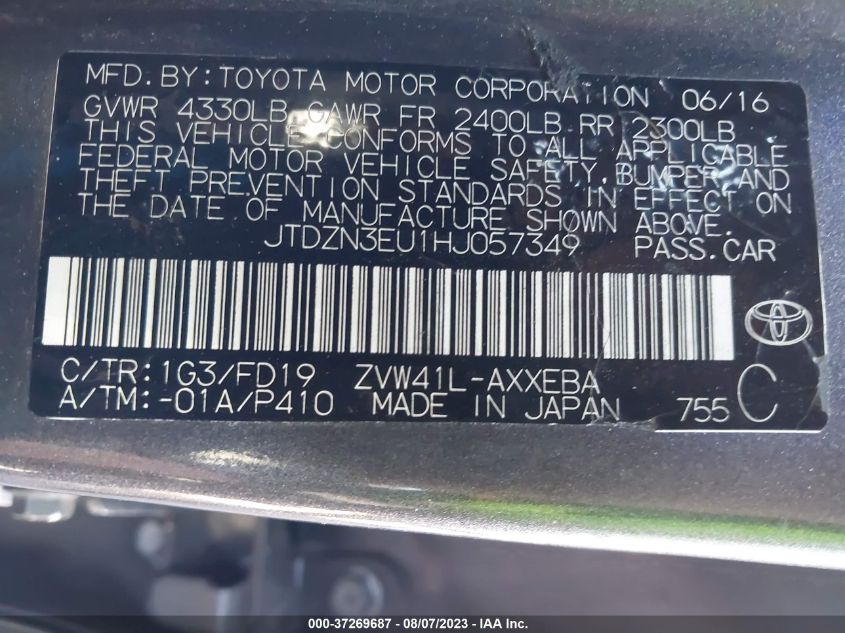 MFD. BY: TOYOTA MOTOR CORPORATION 06/16
GVWR 4330LB GAWR FR 2400LB RR 2300LB
THIS VEHICLE CONFORMS TO ALL APPLICABLE
FEDERAL MOTOR VEHICLE SAFETY, BUMPER, AND
THEFT PREVENTION STANDARDS IN EFFECT ON
THE DATE OF MANUFACTURE SHOWN ABOVE.
JTDZN3EU1HJ057349 PASS. CAR
C/TR: 1G3/FD19 ZVW41L-AXXEBA
A/TM: -01A/P410 MADE IN JAPAN 755 C
000-37269687 - 08/07/2023 - IAA Inc.